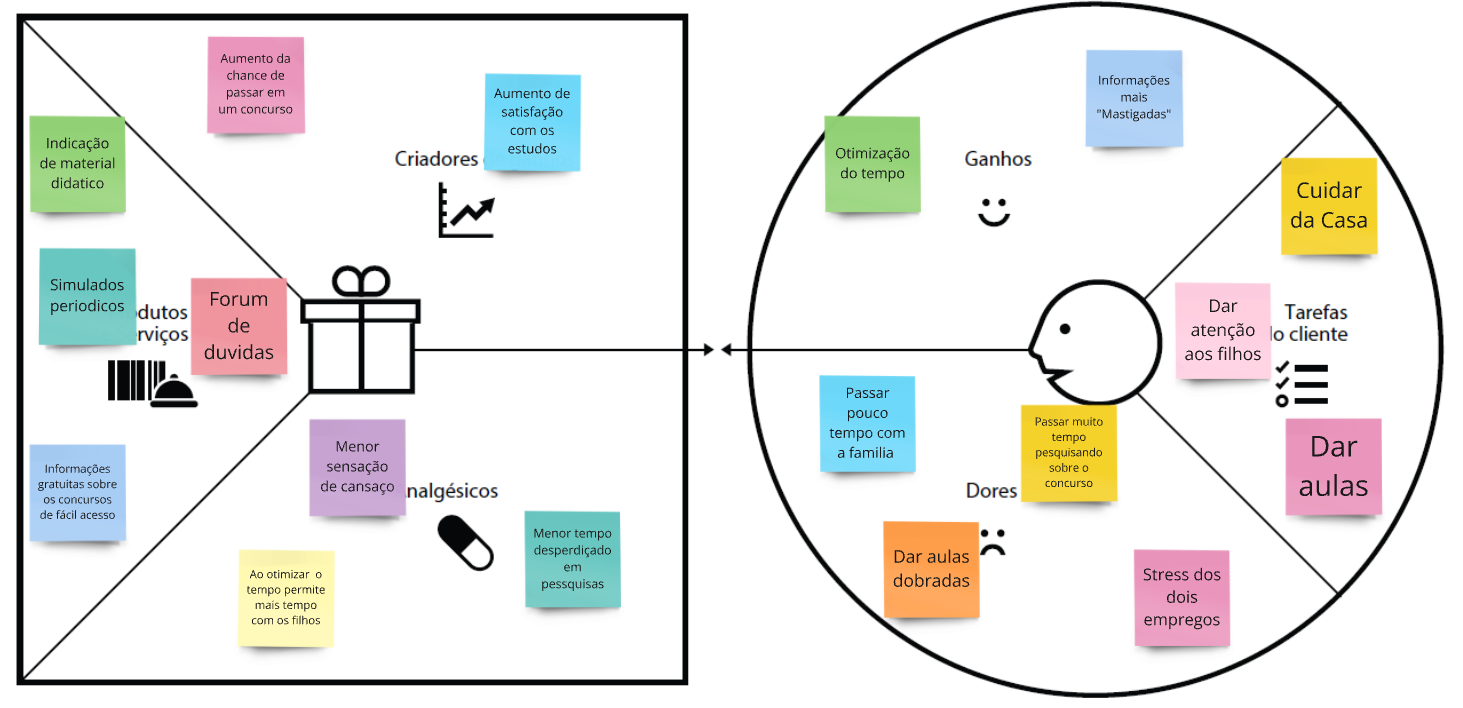 Aumento da
chance de
passar em
um concurso
Aumento de
satisfação
com os
estudos
Criadores
Indicação
de material
didatico
Simulados
periodicos
odutos
erviços
Forum
de
duvidas
Informações
gratuitas sobre
os concursos
de fácil acesso
Menor
sensação
de cansaço
nalgésicos
Menor tempo
desperdiçado
em
pessquisas
Ao otimizar o
tempo permite
mais tempo
com os filhos
Informações
mais
"Mastigadas"
Otimização
do tempo
Ganhos
Cuidar
da Casa
Dar
atenção
aos filhos
Tarefas
do cliente
Dar
aulas
Passar
pouco
tempo com
a familia
Passar muito
tempo
pesquisando
sobre o
concurso
Dores
Dar aulas
dobradas
Stress dos
dois
empregos